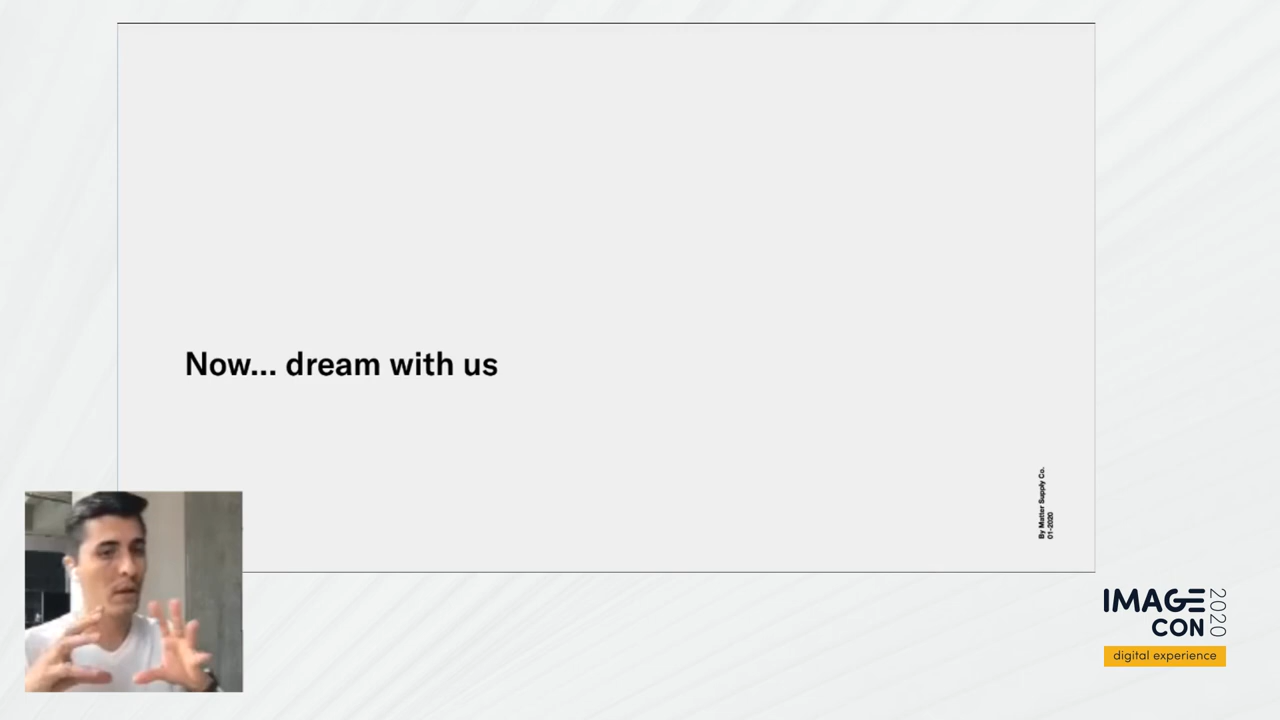 Now... dream with us
By Matter Supply Co.
01-2020
IMAGE
CON
2020
digital experience